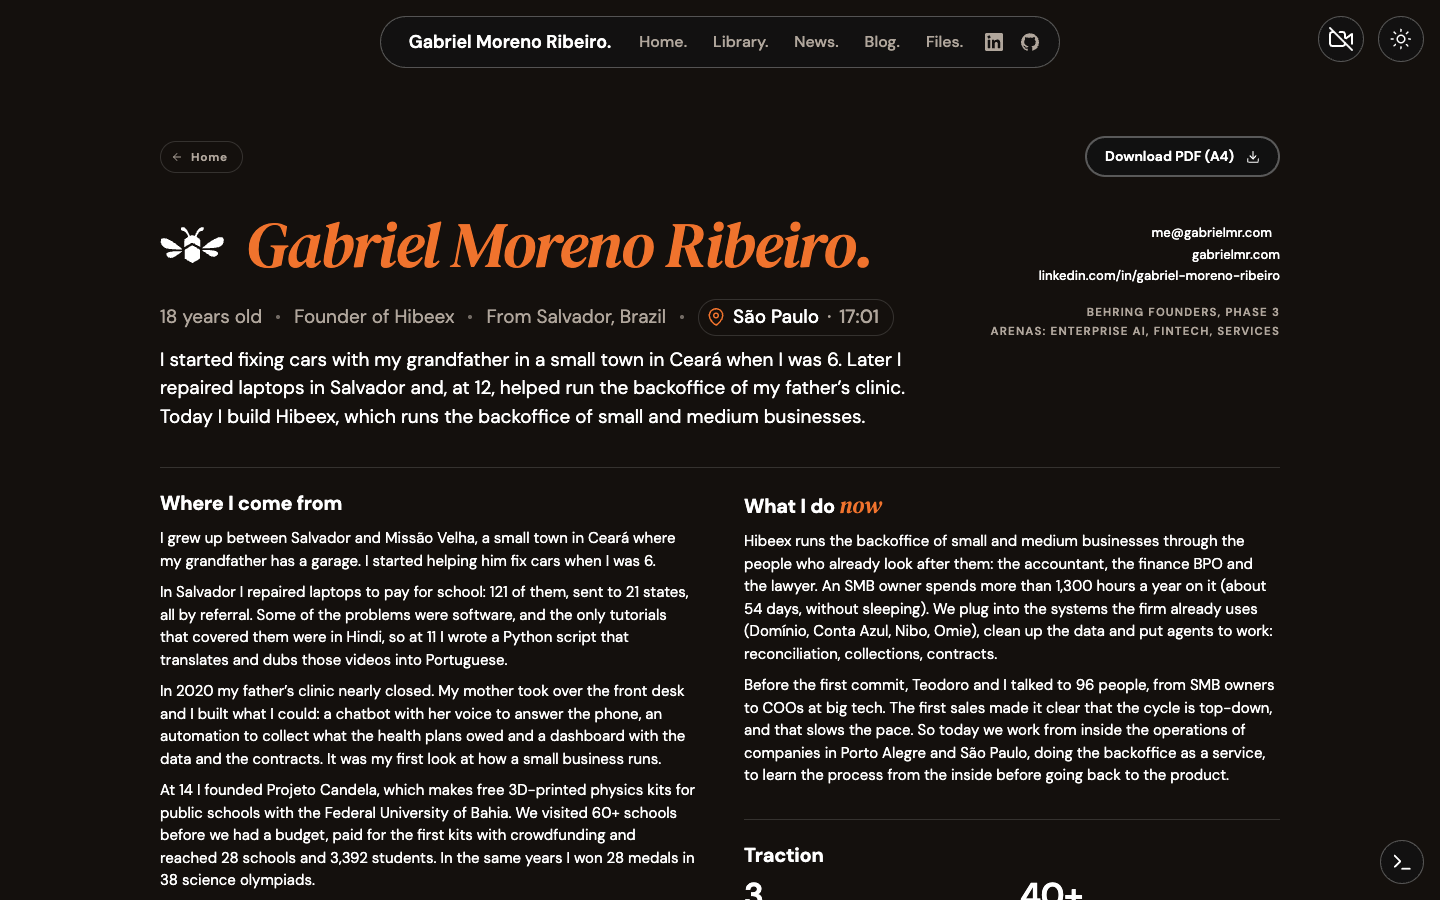 Gabriel Moreno Ribeiro.
Home.
Library.
News.
Blog.
Files.
Home
Download PDF (A4)
Gabriel Moreno Ribeiro.
me@gabrielmr.com
gabrielmr.com
linkedin.com/in/gabriel-moreno-ribeiro
18 years old • Founder of Hibeex • From Salvador, Brazil • São Paulo · 17:01
BEHRING FOUNDERS, PHASE 3
ARENAS: ENTERPRISE AI, FINTECH, SERVICES
I started fixing cars with my grandfather in a small town in Ceará when I was 6. Later I
repaired laptops in Salvador and, at 12, helped run the backoffice of my father’s clinic.
Today I build Hibeex, which runs the backoffice of small and medium businesses.
Where I come from
I grew up between Salvador and Missão Velha, a small town in Ceará where
my grandfather has a garage. I started helping him fix cars when I was 6.
In Salvador I repaired laptops to pay for school: 121 of them, sent to 21 states,
all by referral. Some of the problems were software, and the only tutorials
that covered them were in Hindi, so at 11 I wrote a Python script that
translates and dubs those videos into Portuguese.
In 2020 my father’s clinic nearly closed. My mother took over the front desk
and I built what I could: a chatbot with her voice to answer the phone, an
automation to collect what the health plans owed and a dashboard with the
data and the contracts. It was my first look at how a small business runs.
At 14 I founded Projeto Candela, which makes free 3D-printed physics kits for
public schools with the Federal University of Bahia. We visited 60+ schools
before we had a budget, paid for the first kits with crowdfunding and
reached 28 schools and 3,392 students. In the same years I won 28 medals in
38 science olympiads.
What I do now
Hibeex runs the backoffice of small and medium businesses through the
people who already look after them: the accountant, the finance BPO and
the lawyer. An SMB owner spends more than 1,300 hours a year on it (about
54 days, without sleeping). We plug into the systems the firm already uses
(Domínio, Conta Azul, Nibo, Omie), clean up the data and put agents to work:
reconciliation, collections, contracts.
Before the first commit, Teodoro and I talked to 96 people, from SMB owners
to COOs at big tech. The first sales made it clear that the cycle is top-down,
and that slows the pace. So today we work from inside the operations of
companies in Porto Alegre and São Paulo, doing the backoffice as a service,
to learn the process from the inside before going back to the product.
Traction
3
40+